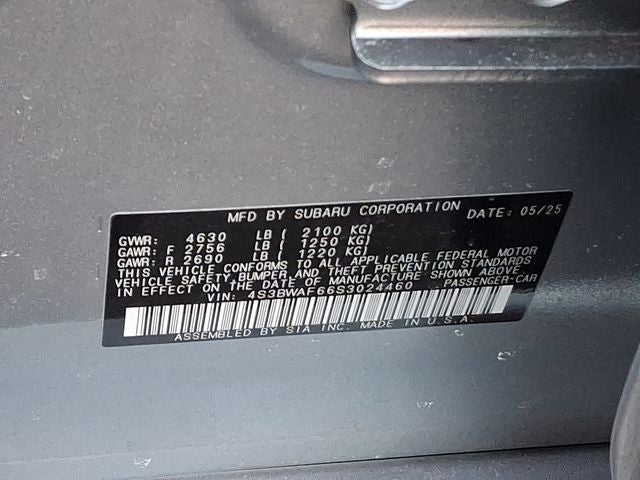 MFD BY SUBARU CORPORATION DATE: 05/25
GVWR: 4630 LB ( 2100 KG)
GAWR: F 2756 LB ( 1250 KG)
GAWR: R 2690 LB ( 1220 KG)
THIS VEHICLE CONFORMS TO ALL APPLICABLE FEDERAL MOTOR
VEHICLE SAFETY BUMPER, AND THEFT PREVENTION STANDARDS
IN EFFECT ON THE DATE OF MANUFACTURE SHOWN ABOVE.
VIN: 4S3BWAF66S3024460 PASSENGER-CAR
ASSEMBLED BY SIA INC. MADE IN U.S.A.